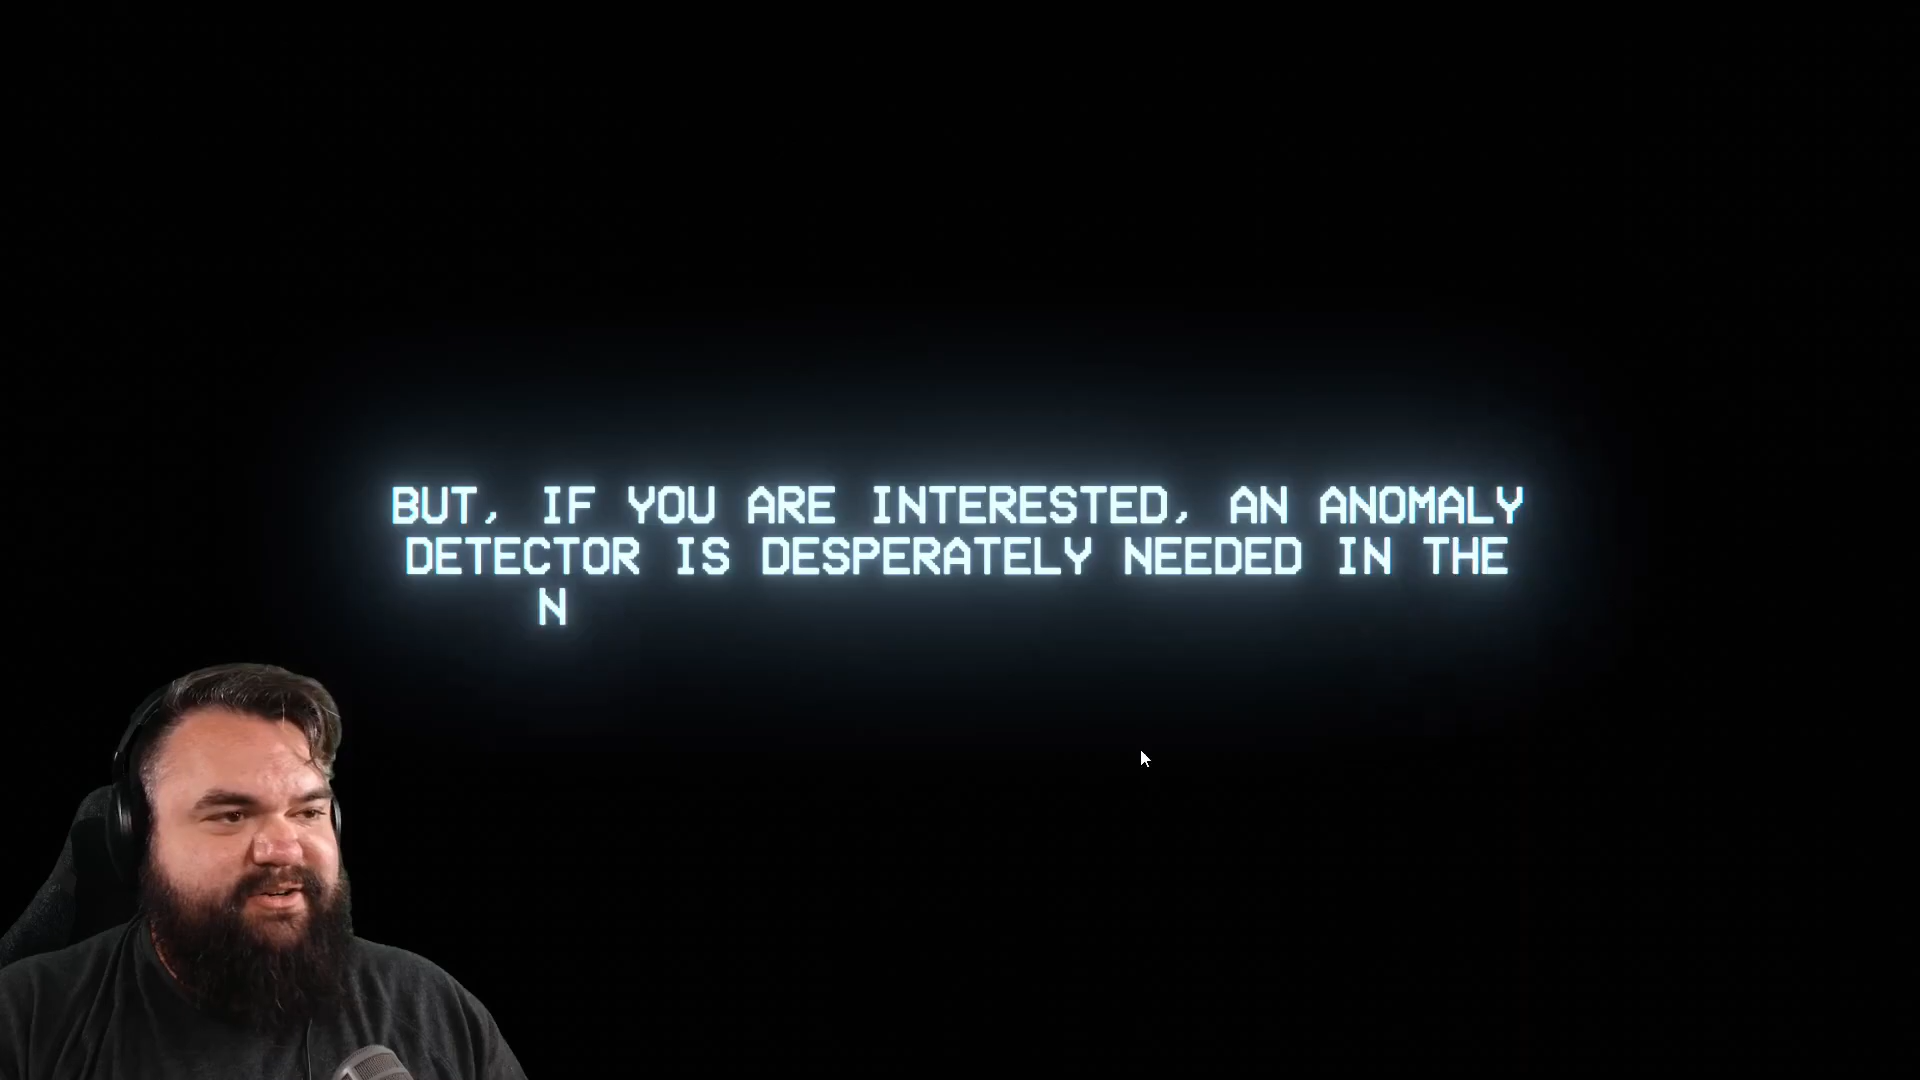 BUT, IF YOU ARE INTERESTED, AN ANOMALY
DETECTOR IS DESPERATELY NEEDED IN THE
N